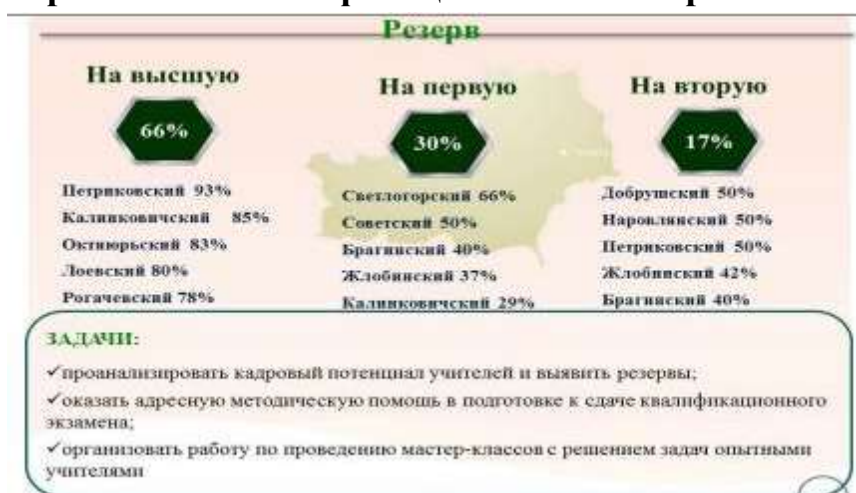 Резерв
На высшую
66%
Петриковский 93%
Калинковичский 85%
Октюрьский 83%
Лоевский 80%
Рогачевский 78%
На первую
30%
Светлогорский 66%
Советский 50%
Брагинский 40%
Жлобинский 37%
Калинковичский 29%
На вторую
17%
Добрушский 50%
Наровлянский 50%
Петриковский 50%
Жлобинский 42%
Брагинский 40%
ЗАДАЧИ:
✓проанализировать кадровый потенциал учителей и выявить резервы;
✓оказать адресную методическую помощь в подготовке к сдаче квалификационного
экзамена;
✓организовать работу по проведению мастер-классов с решением задач опытными
учителями